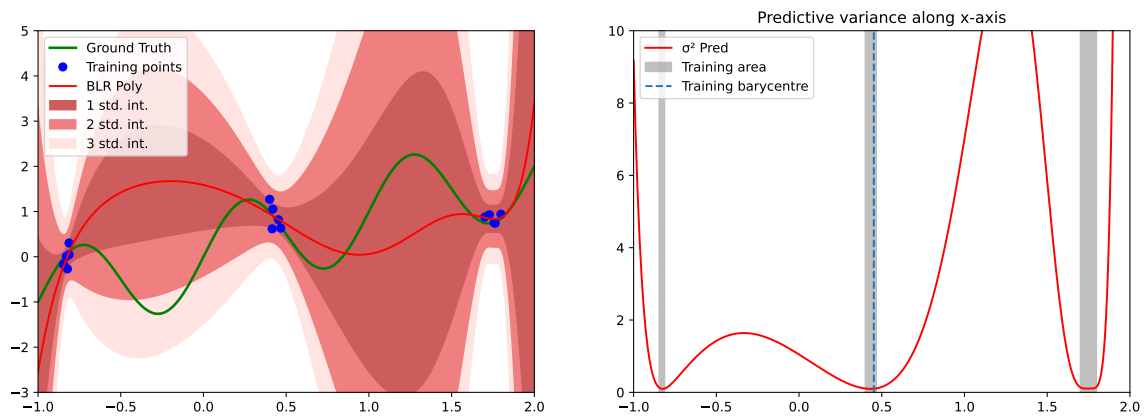 5
4
3
2
1
0
−1
−2
−3
−1.0
−0.5
0.0
0.5
1.0
1.5
2.0
Ground Truth
Training points
BLR Poly
1 std. int.
2 std. int.
3 std. int.
Predictive variance along x-axis
10
8
6
4
2
0
−1.0
−0.5
0.0
0.5
1.0
1.5
2.0
σ² Pred
Training area
Training barycentre